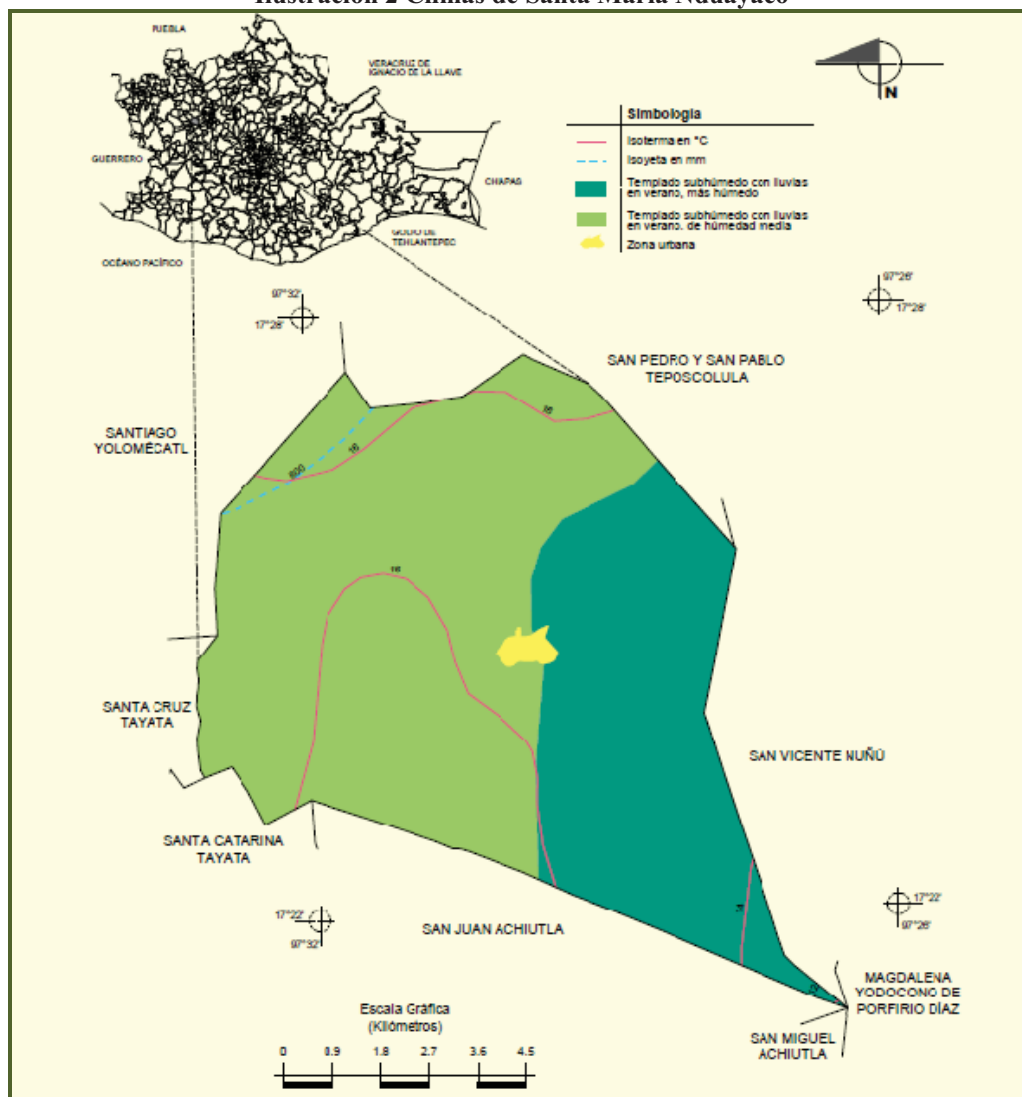 Ilustración 2 Climas de Santa María Nduayaco
PUEBLA
VERACRUZ DE
IGNACIO DE LA LLAVE
GUERRERO
CHIAPAS
GOLFO DE
TEHUANTEPEC
OCÉANO PACÍFICO
N
Simbología
Isoterma en °C
Isoyeta en mm
Templado subhúmedo con lluvias
en verano, más húmedo
Templado subhúmedo con lluvias
en verano, de húmedad media
Zona urbana
97°32'
17°28'
97°26'
17°28'
SAN PEDRO Y SAN PABLO
TEPOSCOLULA
SANTIAGO
YOLOMÉCATL
16
16
600
16
SANTA CRUZ
TAYATA
SAN VICENTE NUÑÚ
SANTA CATARINA
TAYATA
14
17°22'
97°32'
SAN JUAN ACHIUTLA
17°22'
97°26'
MAGDALENA
YODOCONO DE
PORFIRIO DÍAZ
SAN MIGUEL
ACHIUTLA
Escala Gráfica
(Kilómetros)
0 0.9 1.8 2.7 3.6 4.5